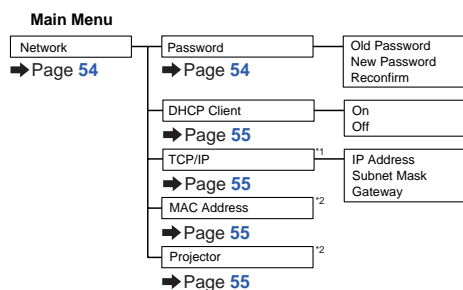 Main Menu
Network
➡Page 54
Password
➡Page 54
Old Password
New Password
Reconfirm
DHCP Client
➡Page 55
On
Off
TCP/IP *1
➡Page 55
IP Address
Subnet Mask
Gateway
MAC Address *2
➡Page 55
Projector *2
➡Page 55